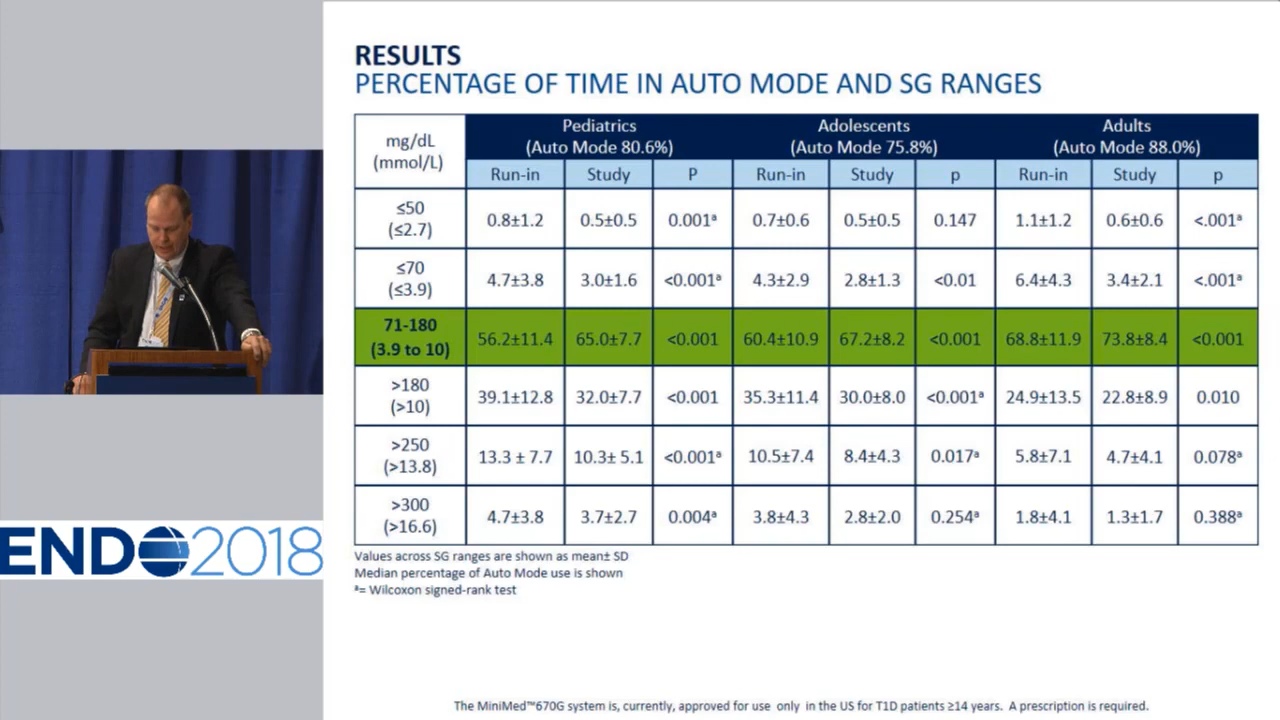 RESULTS
PERCENTAGE OF TIME IN AUTO MODE AND SG RANGES
mg/dL (mmol/L) Pediatrics (Auto Mode 80.6%) Adolescents (Auto Mode 75.8%) Adults (Auto Mode 88.0%)
Run-in Study P Run-in Study p Run-in Study p
≤50 (≤2.7) 0.8±1.2 0.5±0.5 0.001ª 0.7±0.6 0.5±0.5 0.147 1.1±1.2 0.6±0.6 <.001ª
≤70 (≤3.9) 4.7±3.8 3.0±1.6 <0.001ª 4.3±2.9 2.8±1.3 <0.01 6.4±4.3 3.4±2.1 <.001ª
71-180 (3.9 to 10) 56.2±11.4 65.0±7.7 <0.001 60.4±10.9 67.2±8.2 <0.001 68.8±11.9 73.8±8.4 <0.001
>180 (>10) 39.1±12.8 32.0±7.7 <0.001 35.3±11.4 30.0±8.0 <0.001ª 24.9±13.5 22.8±8.9 0.010
>250 (>13.8) 13.3 ± 7.7 10.3± 5.1 <0.001ª 10.5±7.4 8.4±4.3 0.017ª 5.8±7.1 4.7±4.1 0.078ª
>300 (>16.6) 4.7±3.8 3.7±2.7 0.004ª 3.8±4.3 2.8±2.0 0.254ª 1.8±4.1 1.3±1.7 0.388ª
Values across SG ranges are shown as mean± SD
Median percentage of Auto Mode use is shown
ª= Wilcoxon signed-rank test
The MiniMed™670G system is, currently, approved for use only in the US for T1D patients ≥14 years. A prescription is required.
ENDO2018